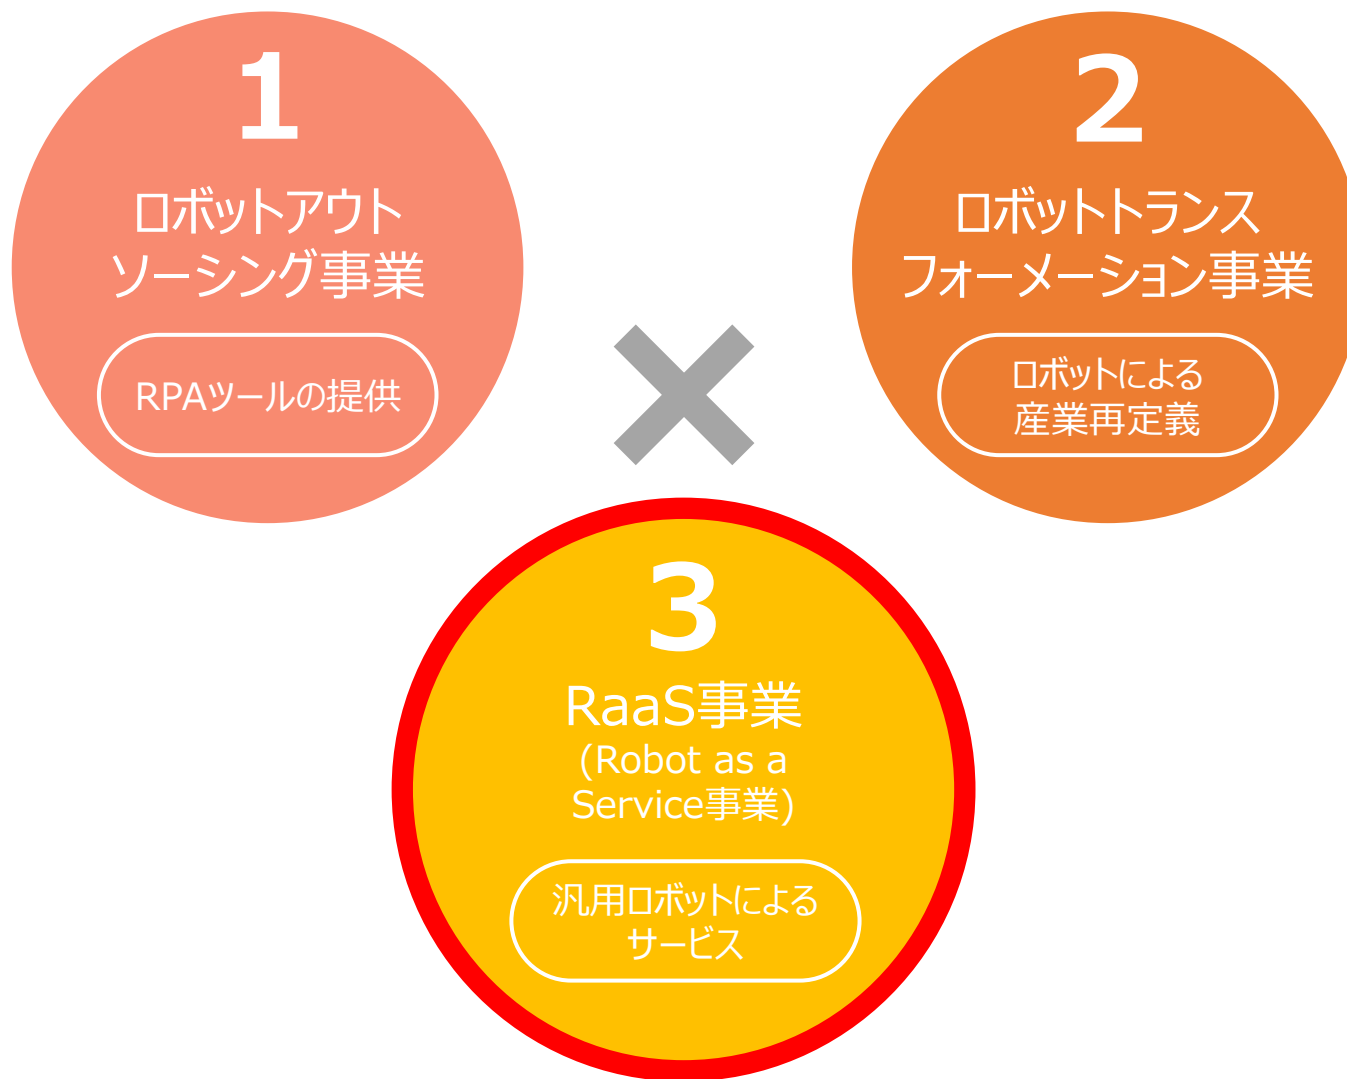 1
ロボットアウト
ソーシング事業
RPAツールの提供
2
ロボットトランス
フォーメーション事業
ロボットによる
産業再定義
3
RaaS事業
(Robot as a
Service事業)
汎用ロボットによる
サービス